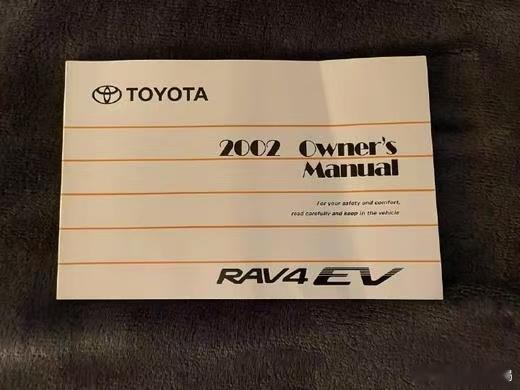 TOYOTA
2002 Owner's
Manual
For your safety and comfort,
read carefully and keep in the vehicle
RAV4 EV